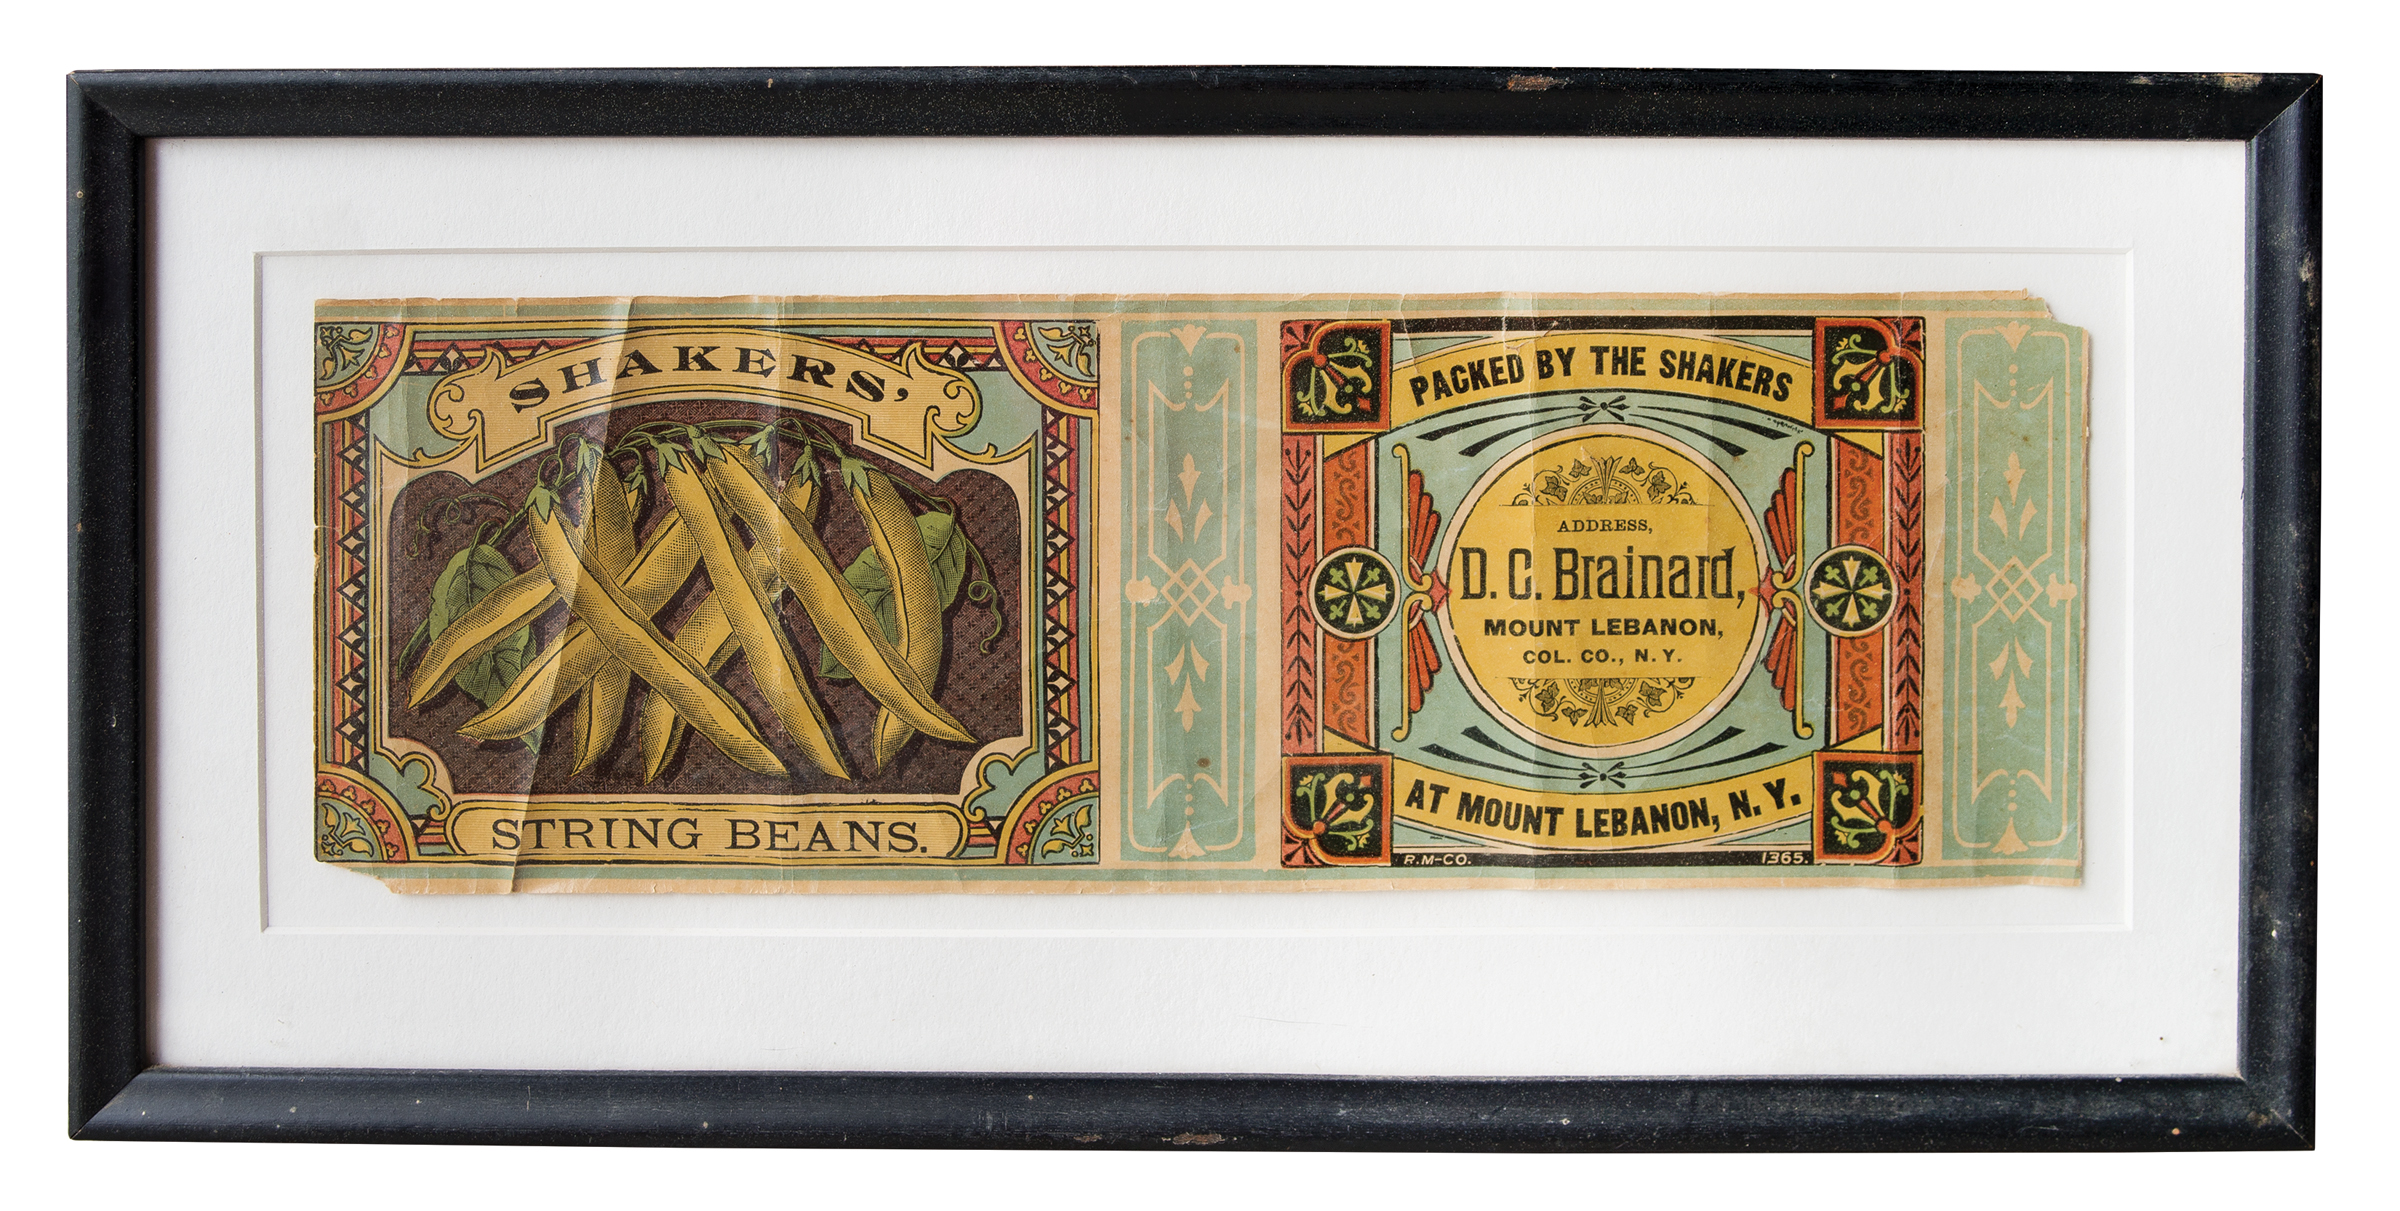 SHAKERS'
STRING BEANS.
PACKED BY THE SHAKERS
ADDRESS,
D. C. Brainard,
MOUNT LEBANON,
COL. CO., N. Y.
AT MOUNT LEBANON, N. Y.
R.M-CO.
1365.